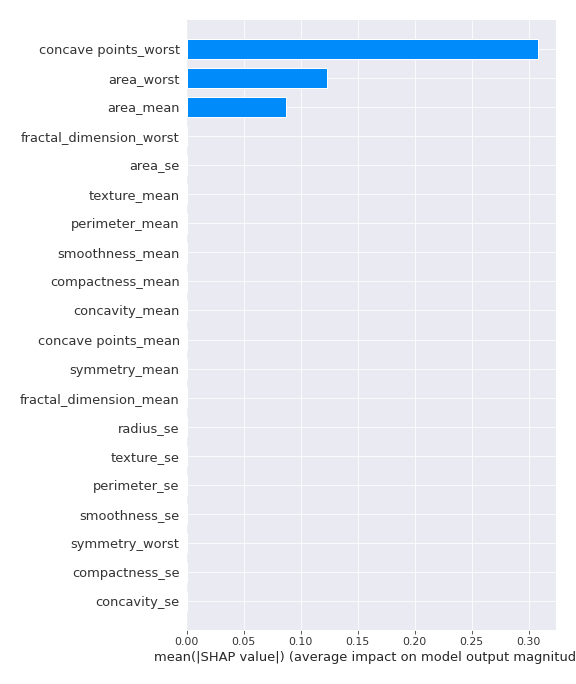 concave points_worst
area_worst
area_mean
fractal_dimension_worst
area_se
texture_mean
perimeter_mean
smoothness_mean
compactness_mean
concavity_mean
concave points_mean
symmetry_mean
fractal_dimension_mean
radius_se
texture_se
perimeter_se
smoothness_se
symmetry_worst
compactness_se
concavity_se
0.00 0.05 0.10 0.15 0.20 0.25 0.30
mean(|SHAP value|) (average impact on model output magnitud